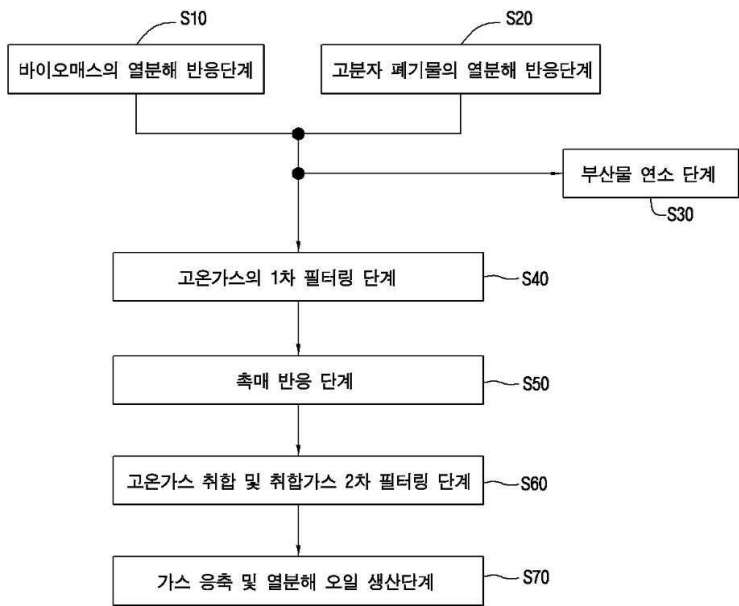 S10
S20
바이오매스의 열분해 반응단계
고분자 폐기물의 열분해 반응단계
부산물 연소 단계
S30
고온가스의 1차 필터링 단계
S40
촉매 반응 단계
S50
고온가스 취합 및 취합가스 2차 필터링 단계
S60
가스 응축 및 열분해 오일 생산단계
S70